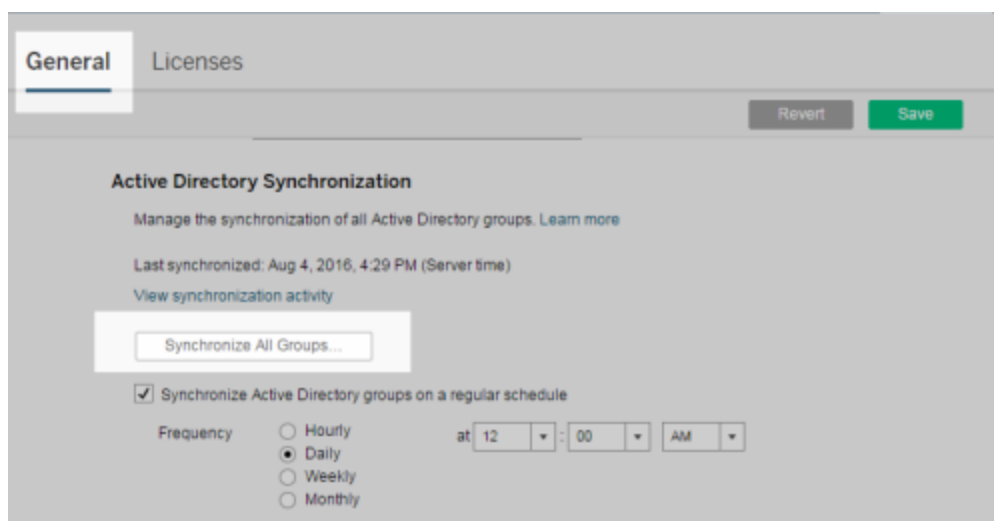 General Licenses
Revert Save
Active Directory Synchronization
Manage the synchronization of all Active Directory groups. Learn more
Last synchronized: Aug 4, 2016, 4:29 PM (Server time)
View synchronization activity
Synchronize All Groups...
Synchronize Active Directory groups on a regular schedule
Frequency Hourly at 12 : 00 AM
Daily
Weekly
Monthly